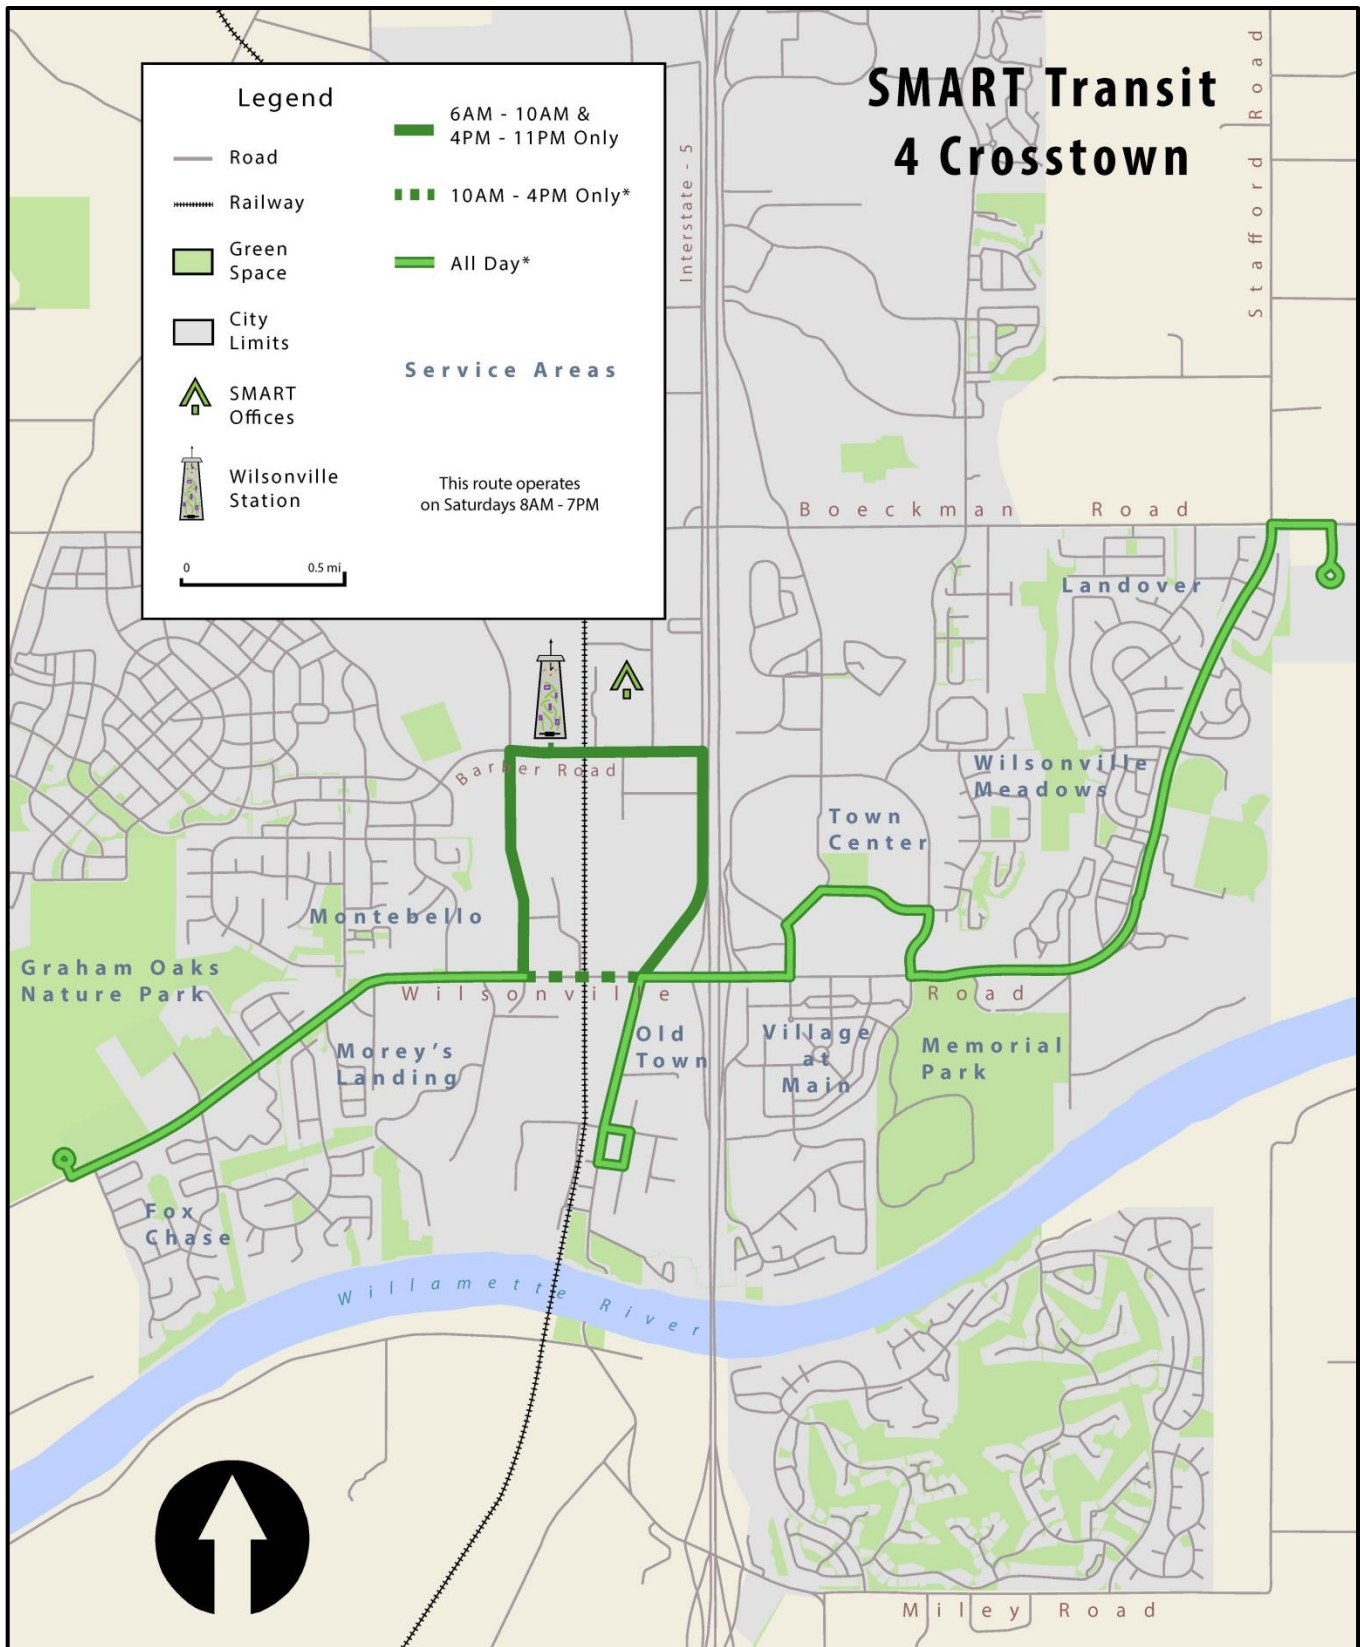 SMART Transit
4 Crosstown
Legend
Road
Railway
Green
Space
City
Limits
SMART
Offices
Wilsonville
Station
0 0.5 mi
6AM - 10AM &
4PM - 11PM Only
10AM - 4PM Only*
All Day*
Service Areas
This route operates
on Saturdays 8AM - 7PM
Interstate - 5
Stafford Road
Boeckman Road
Landover
Barber Road
Wilsonville
Meadows
Town
Center
Montebello
Graham Oaks
Nature Park
Wilsonville Road
Morey's
Landing
Old
Town
Village
at
Main
Memorial
Park
Fox
Chase
Willamette River
Miley Road